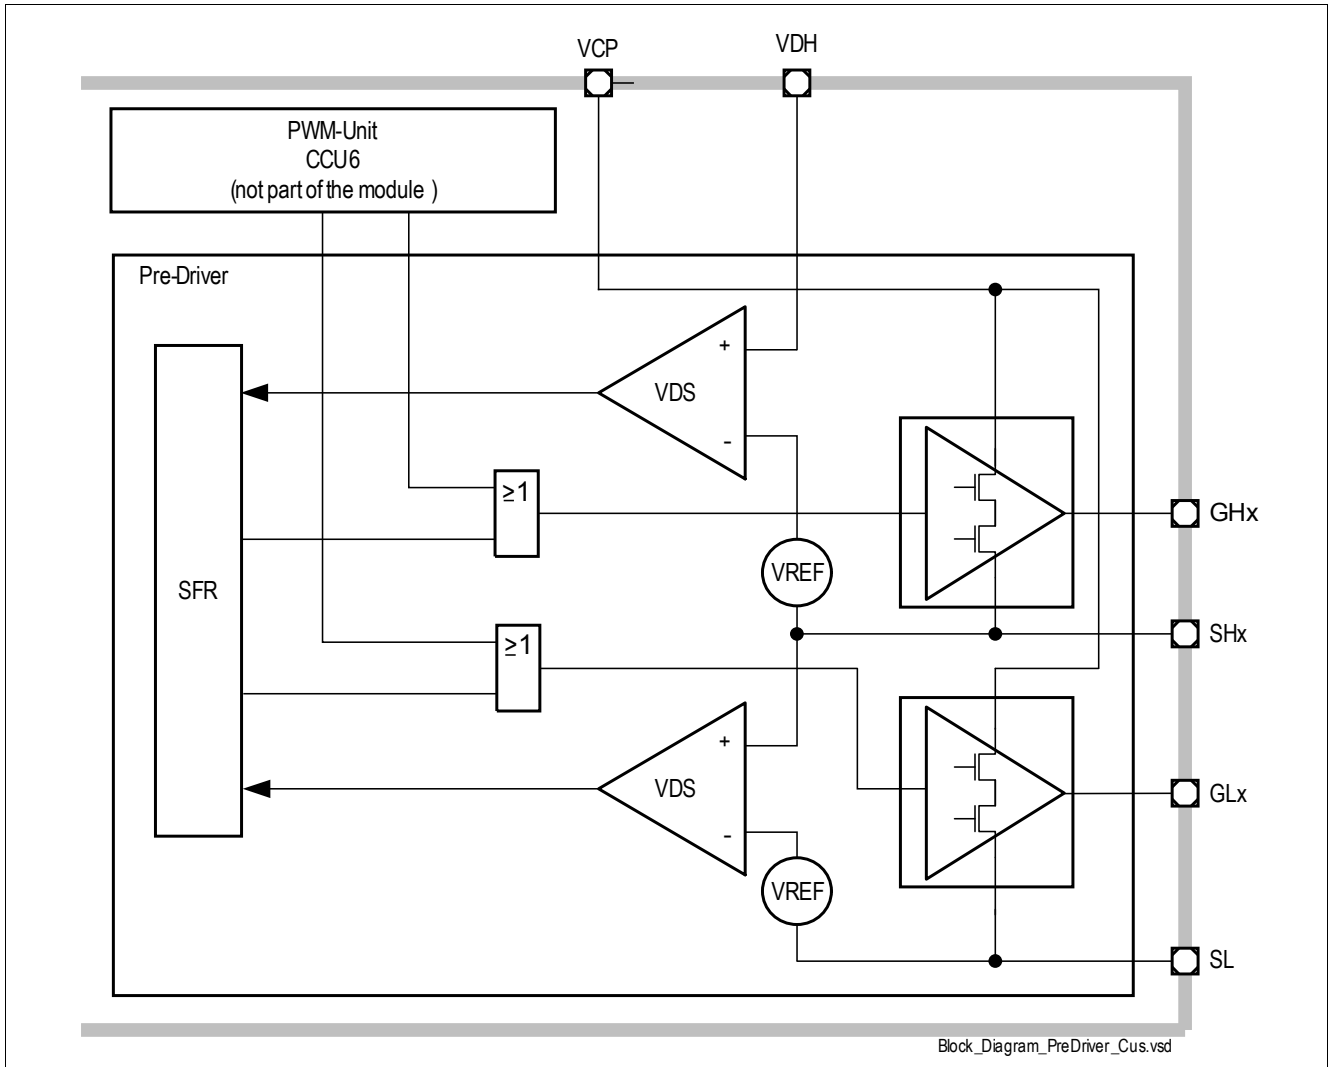 VCP
VDH
PWM-Unit
CCU6
(not part of the module )
Pre-Driver
+
VDS
-
≥1
GHx
VREF
SFR
≥1
SHx
+
VDS
-
GLx
VREF
SL
Block_Diagram_PreDriver_Cus.vsd